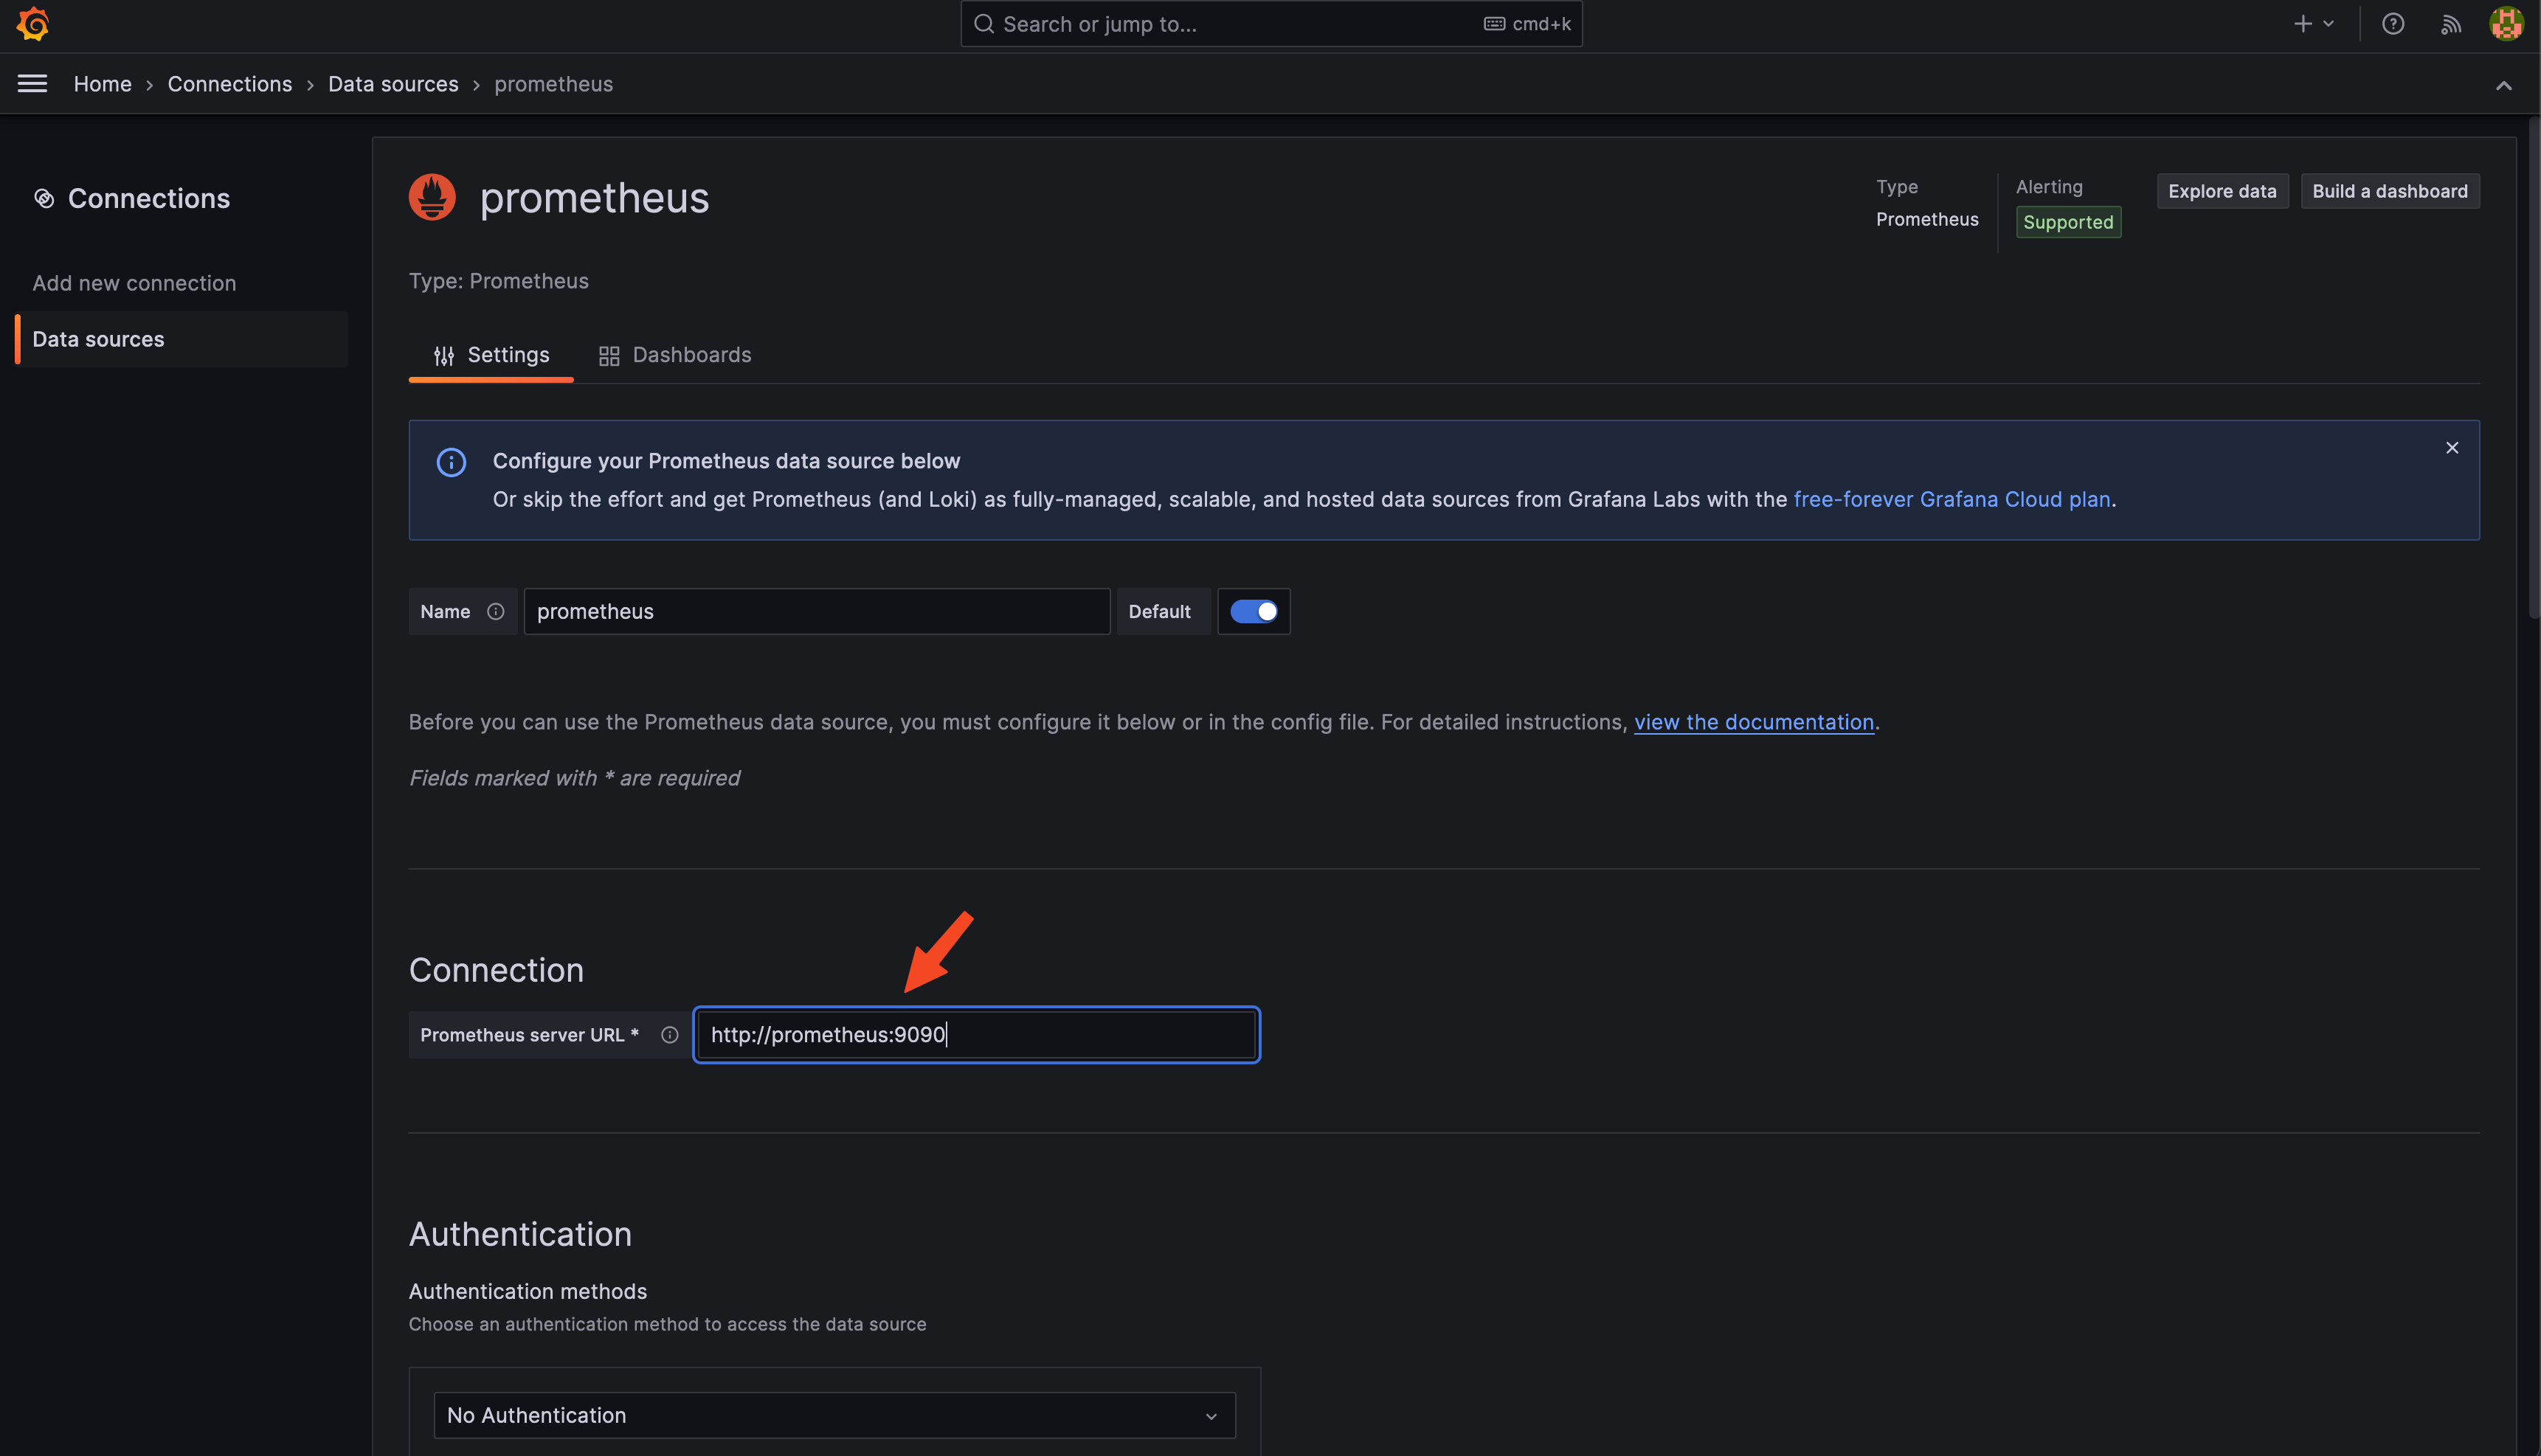 Search or jump to...
cmd+k
Home › Connections › Data sources › prometheus
Connections
Add new connection
Data sources
prometheus
Type
Prometheus
Alerting
Supported
Explore data
Build a dashboard
Type: Prometheus
Settings
Dashboards
Configure your Prometheus data source below
Or skip the effort and get Prometheus (and Loki) as fully-managed, scalable, and hosted data sources from Grafana Labs with the free-forever Grafana Cloud plan.
Name
prometheus
Default
Before you can use the Prometheus data source, you must configure it below or in the config file. For detailed instructions, view the documentation.
Fields marked with * are required
Connection
Prometheus server URL *
http://prometheus:9090
Authentication
Authentication methods
Choose an authentication method to access the data source
No Authentication